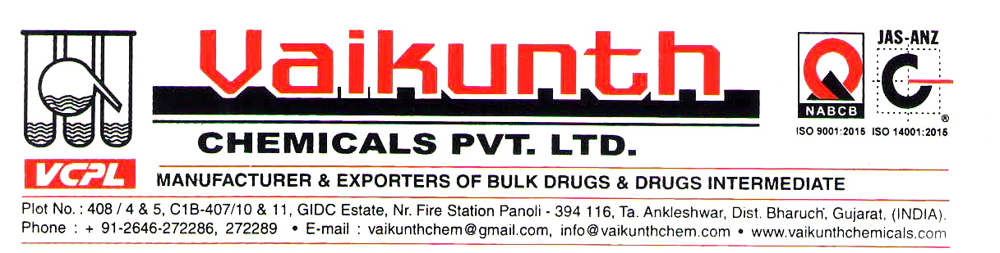 Vaikunth
CHEMICALS PVT. LTD.
VCPL
MANUFACTURER & EXPORTERS OF BULK DRUGS & DRUGS INTERMEDIATE
NABCB
ISO 9001:2015
JAS-ANZ
®
ISO 14001:2015
Plot No. : 408 / 4 & 5, C1B-407/10 & 11, GIDC Estate, Nr. Fire Station Panoli - 394 116, Ta. Ankleshwar, Dist. Bharuch, Gujarat, (INDIA).
Phone : + 91-2646-272286, 272289 • E-mail : vaikunthchem@gmail.com, info@vaikunthchem.com • www.vaikunthchemicals.com